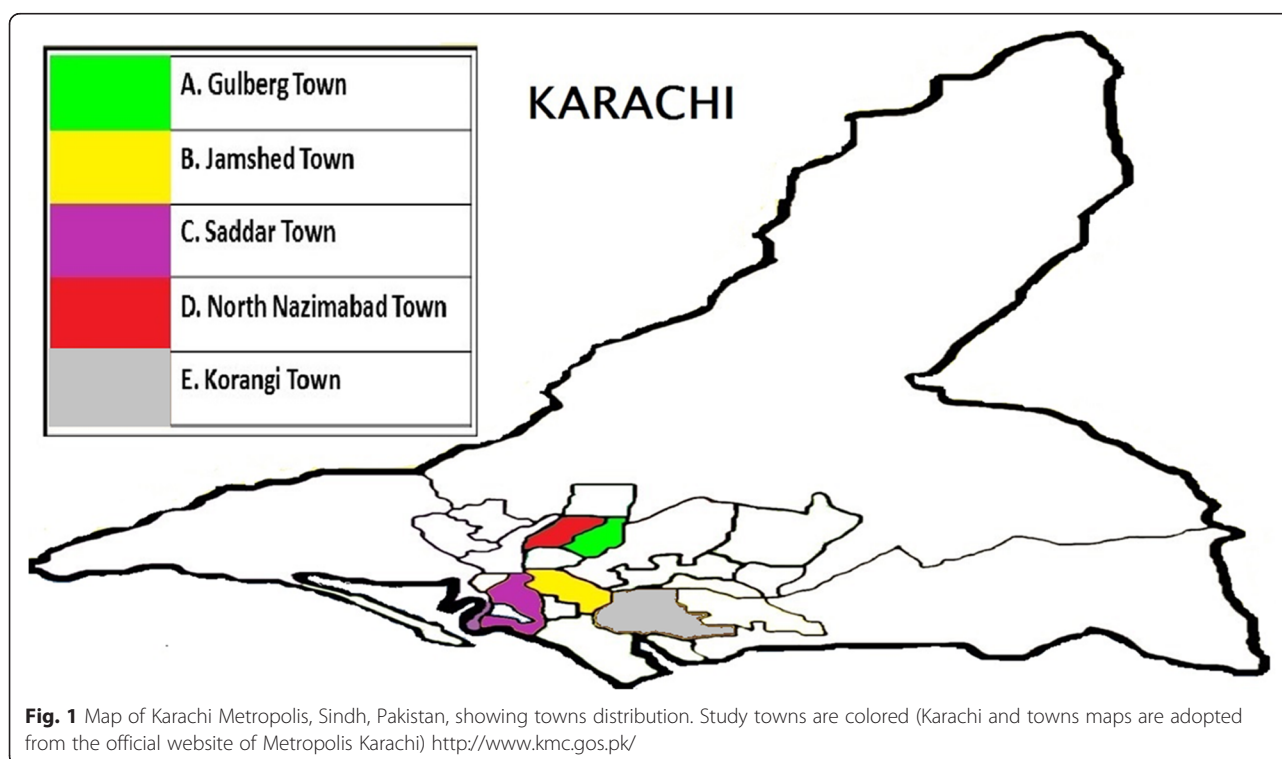 KARACHI
A. Gulberg Town
B. Jamshed Town
C. Saddar Town
D. North Nazimabad Town
E. Korangi Town
Fig. 1 Map of Karachi Metropolis, Sindh, Pakistan, showing towns distribution. Study towns are colored (Karachi and towns maps are adopted
from the official website of Metropolis Karachi) http://www.kmc.gos.pk/